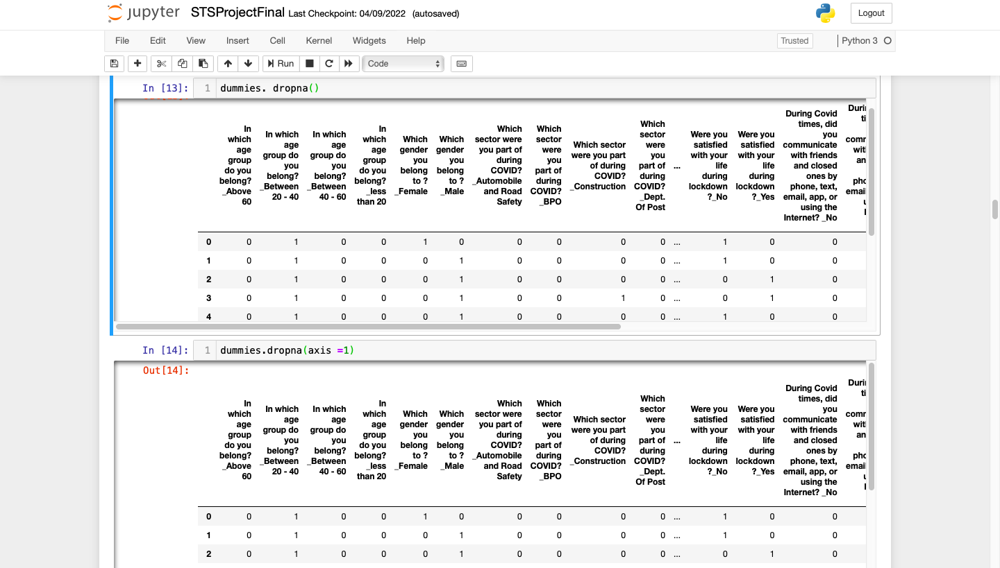 jupyter STSProjectFinal Last Checkpoint: 04/09/2022 (autosaved) Logout
File Edit View Insert Cell Kernel Widgets Help Trusted Python 3
Run Code
In [13]: 1 dummies. dropna()
In which age group do you belong? _Above 60
In which age group do you belong? _Between 20 - 40
In which age group do you belong? _Between 40 - 60
In which age group do you belong? _less than 20
Which gender you belong to ? _Female
Which gender you belong to ? _Male
Which sector were you part of during COVID? _Automobile and Road Safety
Which sector were you part of during COVID? _BPO
Which sector were you part of during COVID? _Construction
Which sector were you part of during COVID? _Dept. Of Post
...
Were you satisfied with your life during lockdown ?_No
Were you satisfied with your life during lockdown ?_Yes
During Covid times, did you communicate with friends and closed ones by phone, text, email, app, or using the Internet? _No
0 0 1 0 0 1 0 0 0 0 0 ... 1 0 0
1 0 1 0 0 0 1 0 0 0 0 ... 1 0 0
2 0 1 0 0 0 1 0 0 0 0 ... 0 1 0
3 0 1 0 0 0 1 0 0 1 0 ... 0 1 0
4 0 1 0 0 0 1 0 0 0 0 ... 1 0 0
In [14]: 1 dummies.dropna(axis =1)
Out[14]:
In which age group do you belong? _Above 60
In which age group do you belong? _Between 20 - 40
In which age group do you belong? _Between 40 - 60
In which age group do you belong? _less than 20
Which gender you belong to ? _Female
Which gender you belong to ? _Male
Which sector were you part of during COVID? _Automobile and Road Safety
Which sector were you part of during COVID? _BPO
Which sector were you part of during COVID? _Construction
Which sector were you part of during COVID? _Dept. Of Post
...
Were you satisfied with your life during lockdown ?_No
Were you satisfied with your life during lockdown ?_Yes
During Covid times, did you communicate with friends and closed ones by phone, text, email, app, or using the Internet? _No
0 0 1 0 0 1 0 0 0 0 0 ... 1 0 0
1 0 1 0 0 0 1 0 0 0 0 ... 1 0 0
2 0 1 0 0 0 1 0 0 0 0 ... 0 1 0